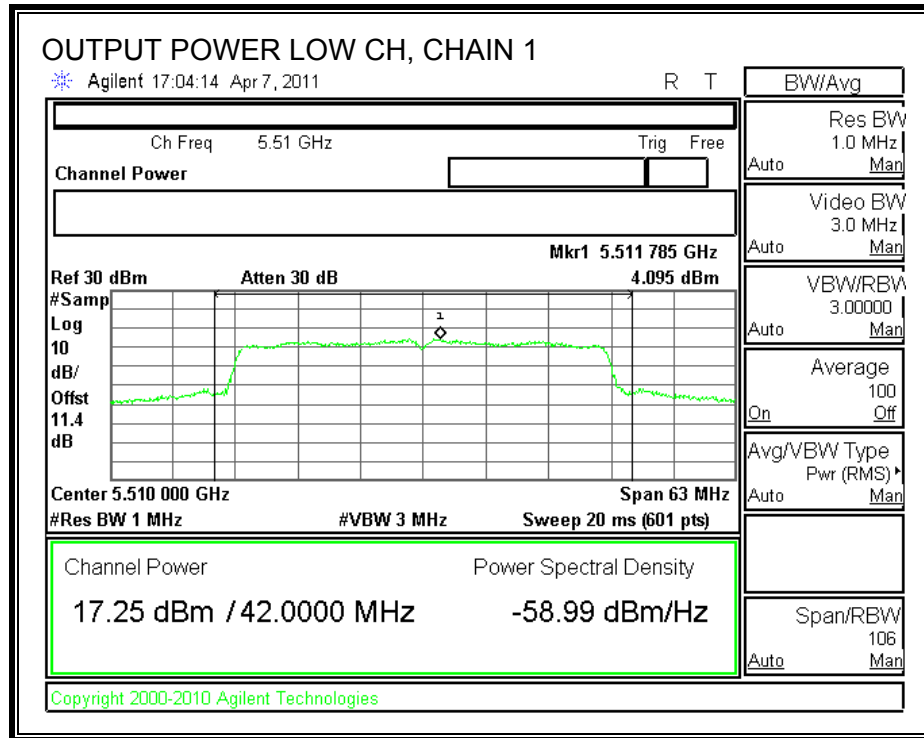 OUTPUT POWER LOW CH, CHAIN 1
Agilent 17:04:14 Apr 7, 2011 R T
Ch Freq 5.51 GHz Trig Free
Channel Power
Mkr1 5.511 785 GHz
Ref 30 dBm Atten 30 dB 4.095 dBm
#Samp
Log
10
dB/
Offst
11.4
dB
1
Center 5.510 000 GHz Span 63 MHz
#Res BW 1 MHz #VBW 3 MHz Sweep 20 ms (601 pts)
Channel Power Power Spectral Density
17.25 dBm / 42.0000 MHz -58.99 dBm/Hz
Copyright 2000-2010 Agilent Technologies
BW/Avg
Res BW
1.0 MHz
Auto Man
Video BW
3.0 MHz
Auto Man
VBW/RBW
3.00000
Auto Man
Average
100
On Off
Avg/VBW Type
Pwr (RMS)
Auto Man
Span/RBW
106
Auto Man